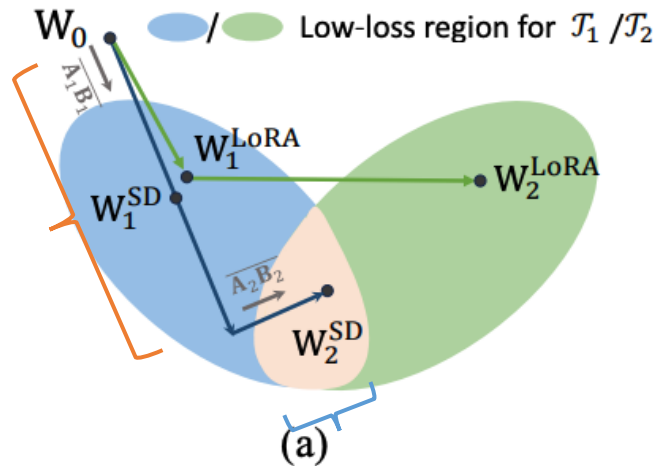 W₀
/ Low-loss region for 𝒯₁ /𝒯₂
A₁B₁
W₁ᴸᵒᴿᴬ
W₂ᴸᵒᴿᴬ
W₁ˢᴰ
A₂B₂
W₂ˢᴰ
(a)